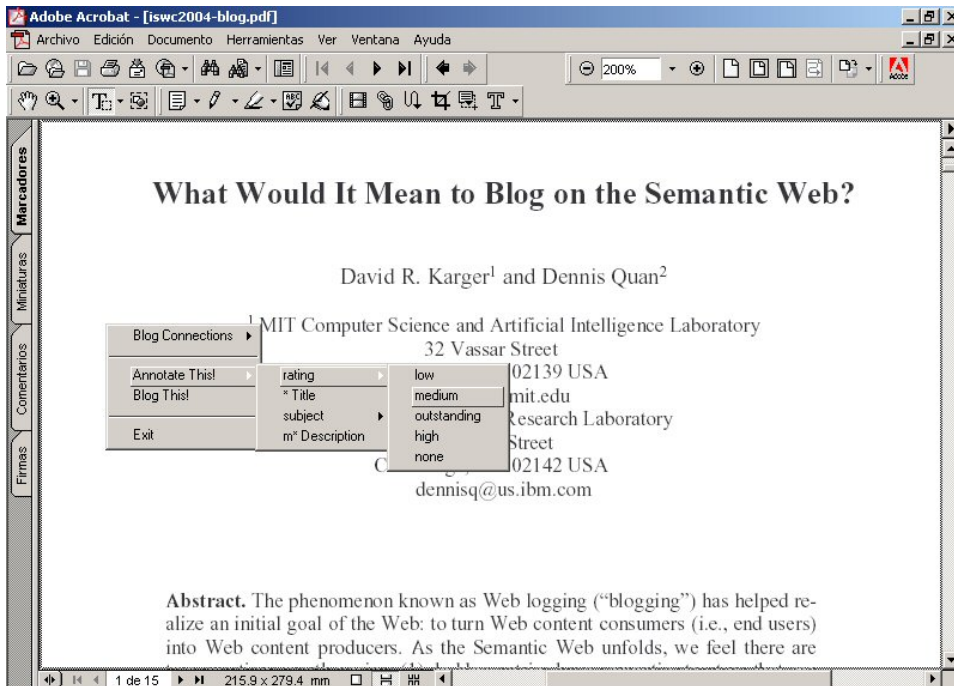 Adobe Acrobat - [iswc2004-blog.pdf]
Archivo Edición Documento Herramientas Ver Ventana Ayuda
200%
Adobe
Marcadores
Miniaturas
Comentarios
Firmas
What Would It Mean to Blog on the Semantic Web?
David R. Karger1 and Dennis Quan2
1 MIT Computer Science and Artificial Intelligence Laboratory
32 Vassar Street
02139 USA
mit.edu
Research Laboratory
Street
02142 USA
dennisq@us.ibm.com
Blog Connections
Annotate This!
Blog This!
Exit
rating
* Title
subject
m* Description
low
medium
outstanding
high
none
Abstract. The phenomenon known as Web logging (“blogging”) has helped re-
alize an initial goal of the Web: to turn Web content consumers (i.e., end users)
into Web content producers. As the Semantic Web unfolds, we feel there are
1 de 15 215.9 x 279.4 mm